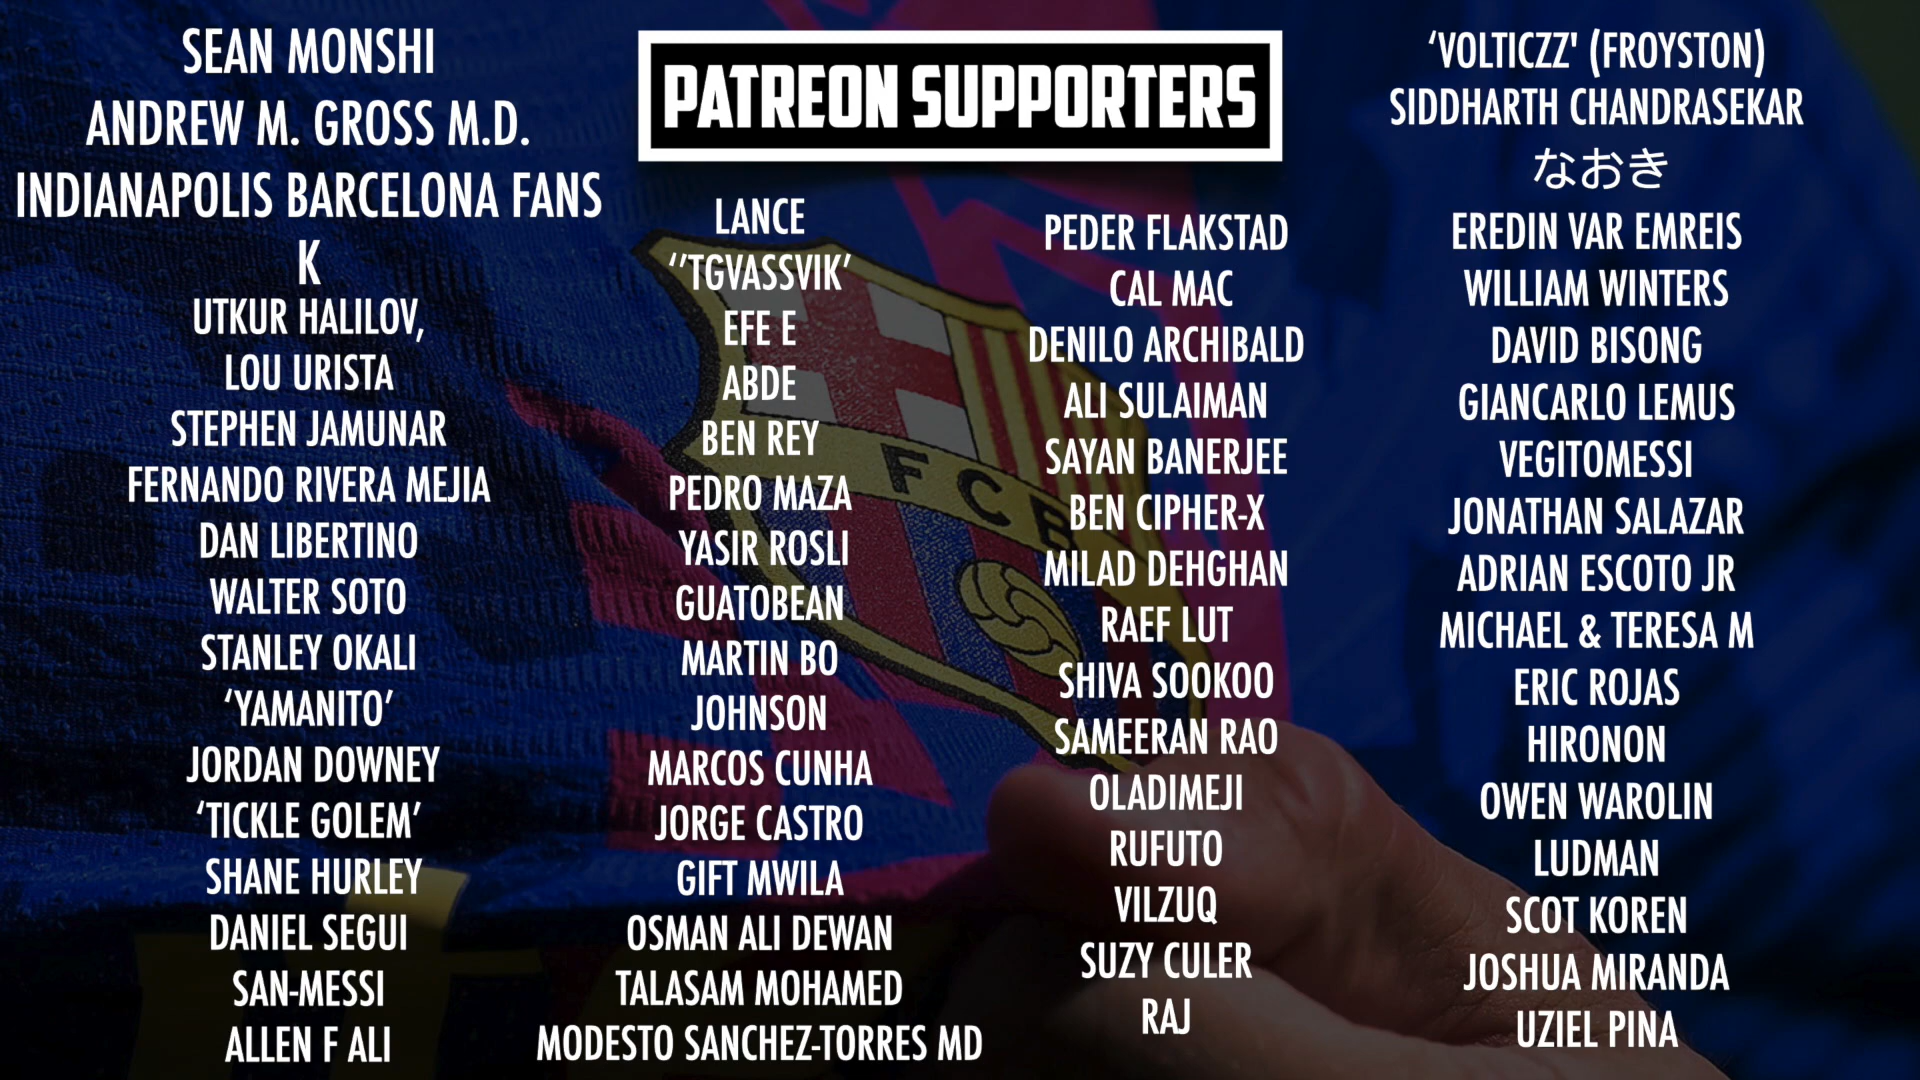 SEAN MONSHI
ANDREW M. GROSS M.D.
INDIANAPOLIS BARCELONA FANS
K
UTKUR HALILOV,
LOU URISTA
STEPHEN JAMUNAR
FERNANDO RIVERA MEJIA
DAN LIBERTINO
WALTER SOTO
STANLEY OKALI
‘YAMANITO’
JORDAN DOWNEY
‘TICKLE GOLEM’
SHANE HURLEY
DANIEL SEGUI
SAN-MESSI
ALLEN F ALI
PATREON SUPPORTERS
LANCE
‘’TGVASSVIK’
EFE E
ABDE
BEN REY
PEDRO MAZA
YASIR ROSLI
GUATOBEAN
MARTIN BO
JOHNSON
MARCOS CUNHA
JORGE CASTRO
GIFT MWILA
OSMAN ALI DEWAN
TALASAM MOHAMED
MODESTO SANCHEZ-TORRES MD
PEDER FLAKSTAD
CAL MAC
DENILO ARCHIBALD
ALI SULAIMAN
SAYAN BANERJEE
BEN CIPHER-X
MILAD DEHGHAN
RAEF LUT
SHIVA SOOKOO
SAMEERAN RAO
OLADIMEJI
RUFUTO
VILZUQ
SUZY CULER
RAJ
‘VOLTICZZ' (FROYSTON)
SIDDHARTH CHANDRASEKAR
なおき
EREDIN VAR EMREIS
WILLIAM WINTERS
DAVID BISONG
GIANCARLO LEMUS
VEGITOMESSI
JONATHAN SALAZAR
ADRIAN ESCOTO JR
MICHAEL & TERESA M
ERIC ROJAS
HIRONON
OWEN WAROLIN
LUDMAN
SCOT KOREN
JOSHUA MIRANDA
UZIEL PINA
FCB